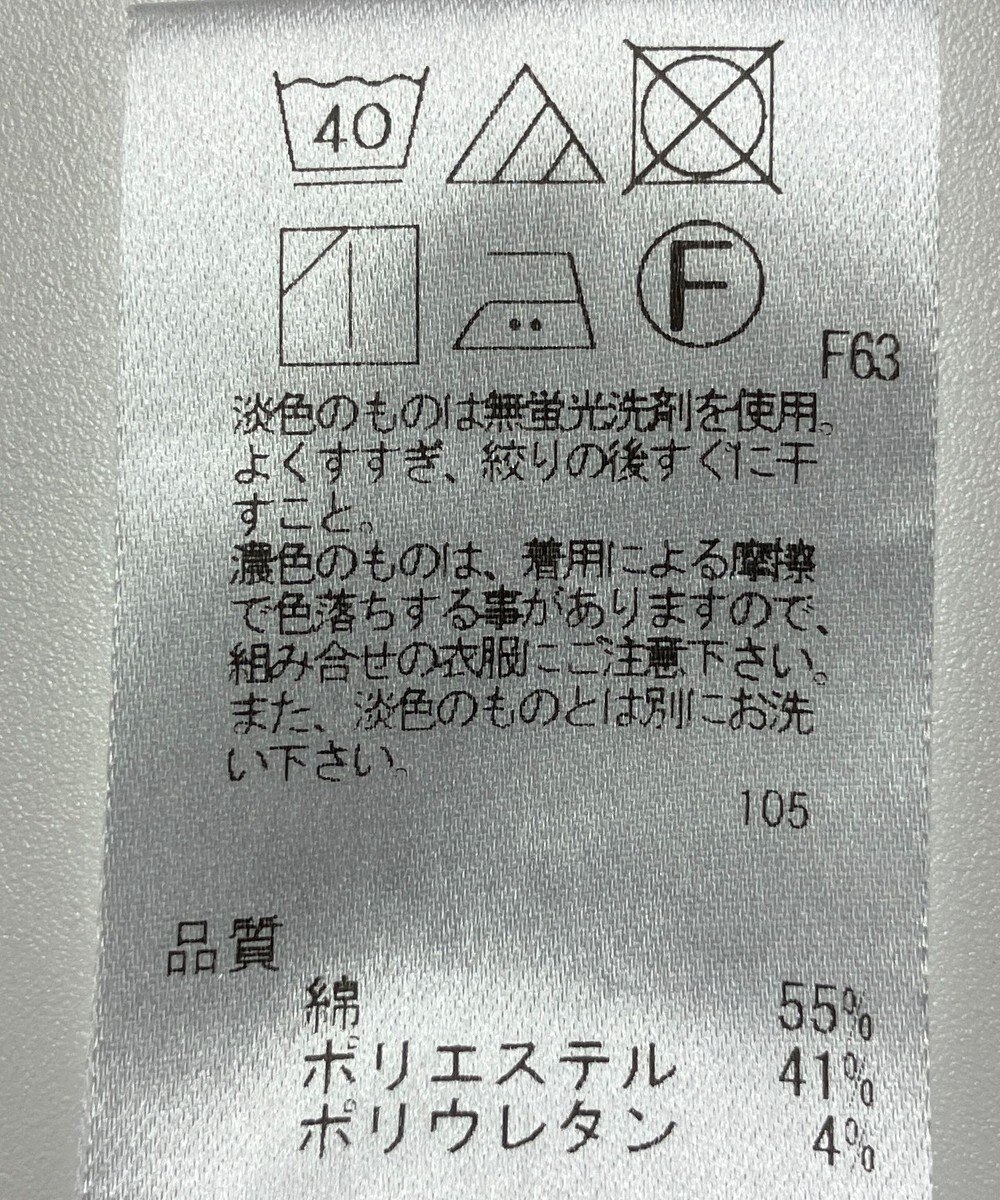 40
F
F63
淡色のものは無蛍光洗剤を使用。
よくすすぎ、絞りの後すぐに干
すこと。
濃色のものは、着用による摩擦
で色落ちする事がありますので、
組み合せの衣服にご注意下さい。
また、淡色のものとは別にお洗
い下さい。
105
品質
綿 55%
ポリエステル 41%
ポリウレタン 4%